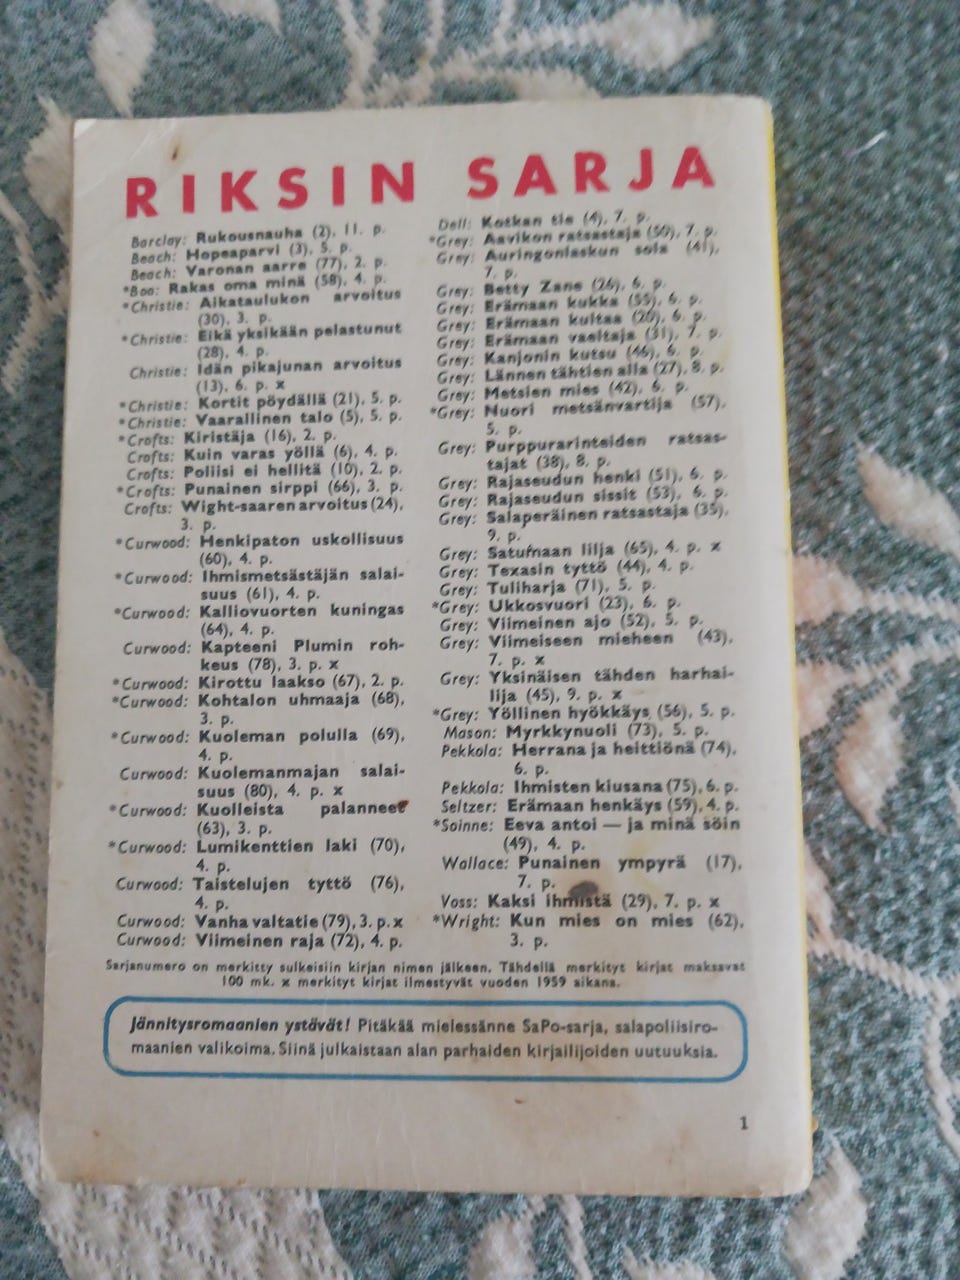 RIKSIN SARJA
Barclay: Rukousnauha (2), 11. p.
Beach: Hopeaparvi (3), 5. p.
Beach: Varonan aarre (77), 2. p.
*Boo: Rakas oma minä (58), 4. p.
*Christie: Aikataulukon arvoitus
(30), 3. p.
*Christie: Eikä yksikään pelastunut
(28), 4. p.
Christie: Idän pikajunan arvoitus
(13), 6. p. x
*Christie: Kortit pöydällä (21), 5. p.
*Christie: Vaarallinen talo (5), 5. p.
*Crofts: Kiristäjä (16), 2. p.
Crofts: Kuin varas yöllä (6), 4. p.
Crofts: Poliisi ei hellitä (10), 2. p.
*Crofts: Punainen sirppi (66), 3. p.
Crofts: Wight-saaren arvoitus (24),
3. p.
*Curwood: Henkipaton uskollisuus
(60), 4. p.
*Curwood: Ihmismetsästäjän salai-
suus (61), 4. p.
*Curwood: Kalliovuorten kuningas
(64), 4. p.
Curwood: Kapteeni Plumin roh-
keus (78), 3. p. x
*Curwood: Kirottu laakso (67), 2. p.
*Curwood: Kohtalon uhmaaja (68),
3. p.
*Curwood: Kuoleman polulla (69),
4. p.
Curwood: Kuolemanmajan salai-
suus (80), 4. p. x
*Curwood: Kuolleista palanneet
(63), 3. p.
*Curwood: Lumikenttien laki (70),
4. p.
Curwood: Taistelujen tyttö (76),
4. p.
Curwood: Vanha valtatie (79), 3. p. x
Curwood: Viimeinen raja (72), 4. p.
Dell: Kotkan tie (4), 7. p.
*Grey: Aavikon ratsastaja (50), 7. p.
Grey: Auringonlaskun sola (41),
7. p.
Grey: Betty Zane (26), 6. p.
Grey: Erämaan kukka (55), 6. p.
Grey: Erämaan kultaa (20), 6. p.
Grey: Erämaan vaeltaja (31), 7. p.
Grey: Kanjonin kutsu (46), 6. p.
Grey: Lännen tähtien alla (27), 8. p.
Grey: Metsien mies (42), 6. p.
*Grey: Nuori metsänvartija (57),
5. p.
Grey: Purppurarinteiden ratsas-
tajat (38), 8. p.
Grey: Rajaseudun henki (51), 6. p.
Grey: Rajaseudun sissit (53), 6. p.
Grey: Salaperäinen ratsastaja (35),
9. p.
Grey: Satulmaan lilja (65), 4. p. x
Grey: Texasin tyttö (44), 4. p.
Grey: Tuliharja (71), 5. p.
*Grey: Ukkosvuori (23), 6. p.
Grey: Viimeinen ajo (52), 5. p.
Grey: Viimeiseen mieheen (43),
7. p. x
Grey: Yksinäisen tähden harhai-
lija (45), 9. p. x
*Grey: Yöllinen hyökkäys (56), 5. p.
Mason: Myrkkynuoli (73), 5. p.
Pekkola: Herrana ja heittiönä (74),
6. p.
Pekkola: Ihmisten kiusana (75), 6. p.
Seltzer: Erämaan henkäys (59), 4. p.
*Soinne: Eeva antoi — ja minä söin
(49), 4. p.
Wallace: Punainen ympyrä (17),
7. p.
Voss: Kaksi ihmistä (29), 7. p. x
*Wright: Kun mies on mies (62),
3. p.
Sarjanumero on merkitty sulkeisiin kirjan nimen jälkeen. Tähdellä merkityt kirjat maksavat
100 mk. x merkityt kirjat ilmestyvät vuoden 1959 aikana.
Jännitysromaanien ystävät! Pitäkää mielessänne SaPo-sarja, salapoliisiro-
maanien valikoima. Siinä julkaistaan alan parhaiden kirjailijoiden uutuuksia.
1